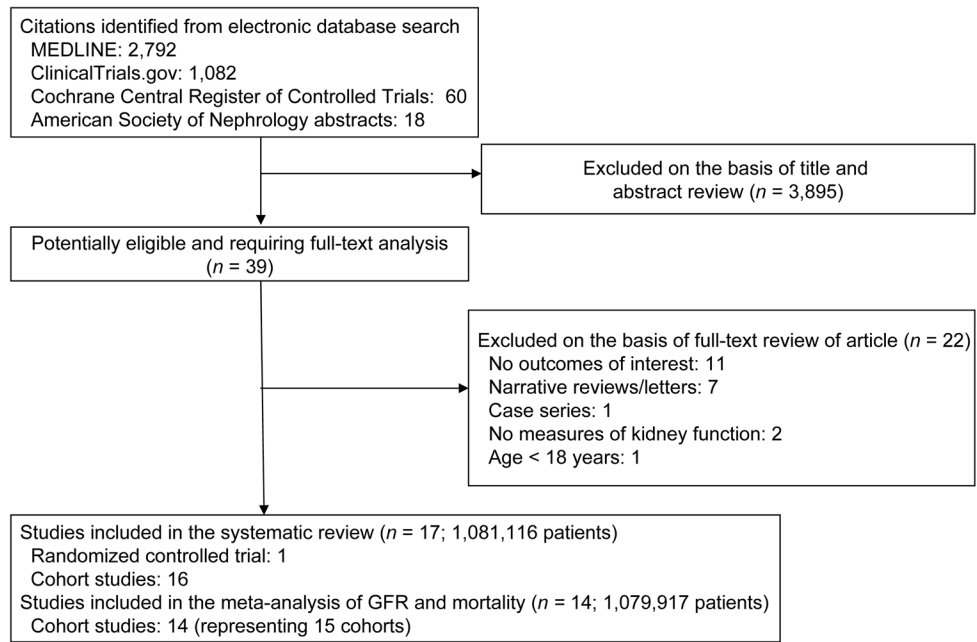 Citations identified from electronic database search
MEDLINE: 2,792
ClinicalTrials.gov: 1,082
Cochrane Central Register of Controlled Trials: 60
American Society of Nephrology abstracts: 18
Excluded on the basis of title and
abstract review (n = 3,895)
Potentially eligible and requiring full-text analysis
(n = 39)
Excluded on the basis of full-text review of article (n = 22)
No outcomes of interest: 11
Narrative reviews/letters: 7
Case series: 1
No measures of kidney function: 2
Age < 18 years: 1
Studies included in the systematic review (n = 17; 1,081,116 patients)
Randomized controlled trial: 1
Cohort studies: 16
Studies included in the meta-analysis of GFR and mortality (n = 14; 1,079,917 patients)
Cohort studies: 14 (representing 15 cohorts)